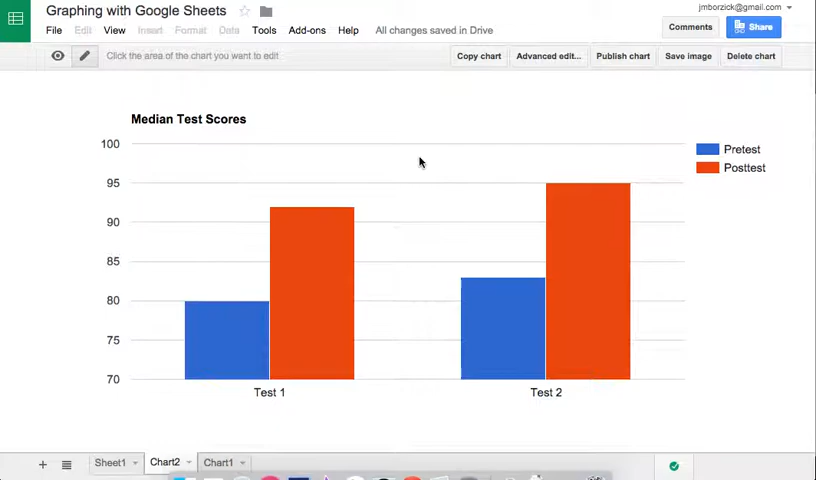 Graphing with Google Sheets
jmborzick@gmail.com
File Edit View Insert Format Data Tools Add-ons Help All changes saved in Drive
Comments Share
Click the area of the chart you want to edit
Copy chart Advanced edit... Publish chart Save image Delete chart
Median Test Scores
100
95
90
85
80
75
70
Pretest
Posttest
Test 1 Test 2
Sheet1 Chart2 Chart1